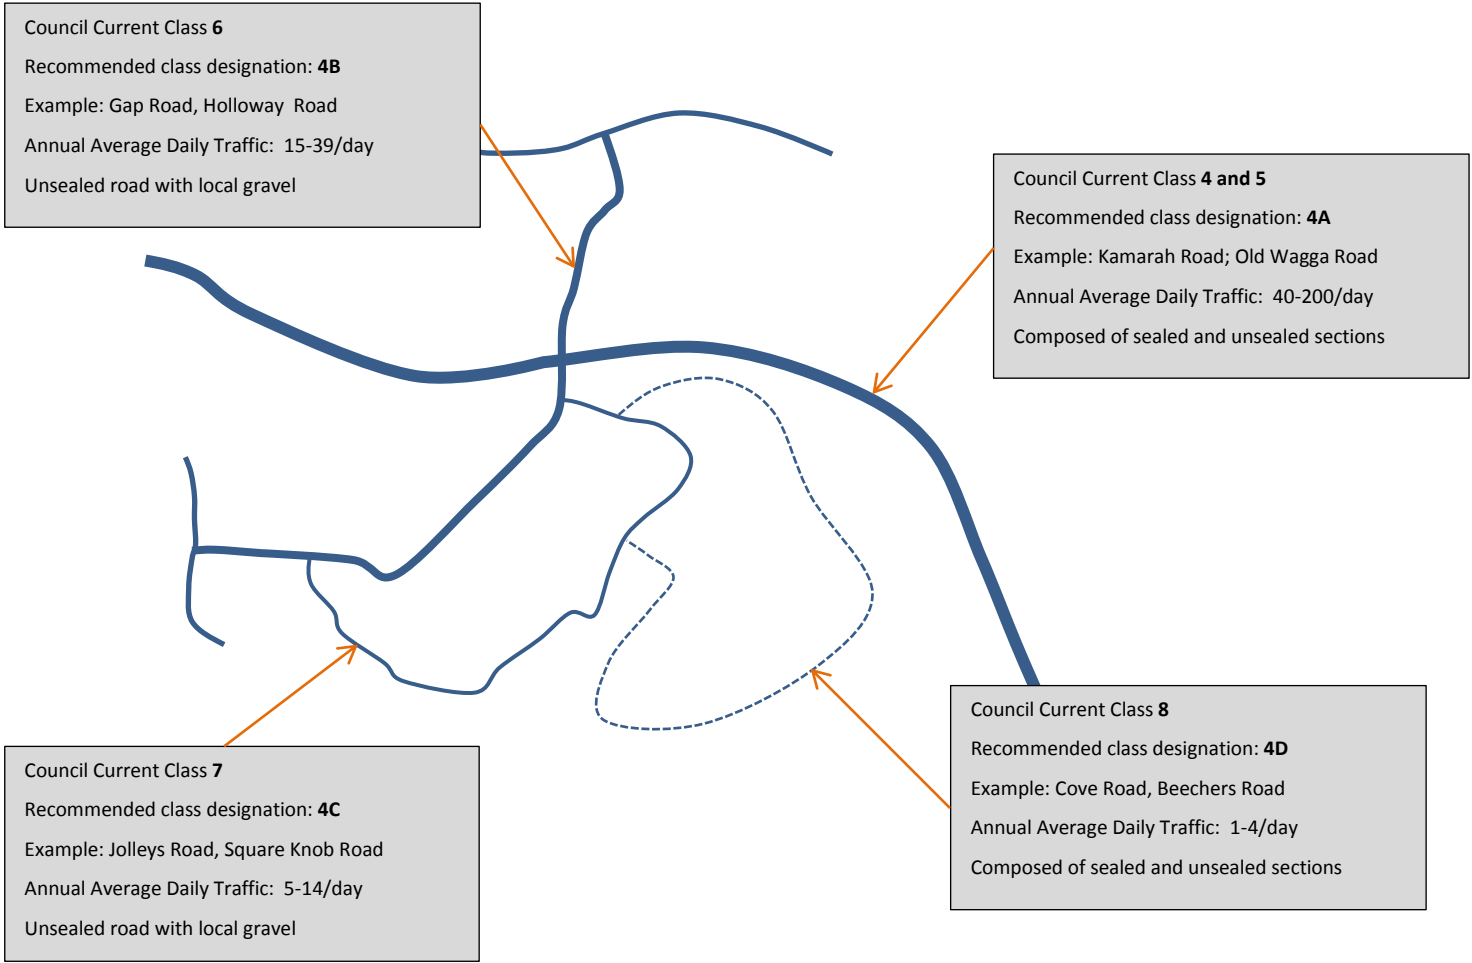 Council Current Class 6
Recommended class designation: 4B
Example: Gap Road, Holloway  Road
Annual Average Daily Traffic:  15-39/day
Unsealed road with local gravel
Council Current Class 4 and 5
Recommended class designation: 4A
Example: Kamarah Road; Old Wagga Road
Annual Average Daily Traffic:  40-200/day
Composed of sealed and unsealed sections
Council Current Class 7
Recommended class designation: 4C
Example: Jolleys Road, Square Knob Road
Annual Average Daily Traffic:  5-14/day
Unsealed road with local gravel
Council Current Class 8
Recommended class designation: 4D
Example: Cove Road, Beechers Road
Annual Average Daily Traffic:  1-4/day
Composed of sealed and unsealed sections